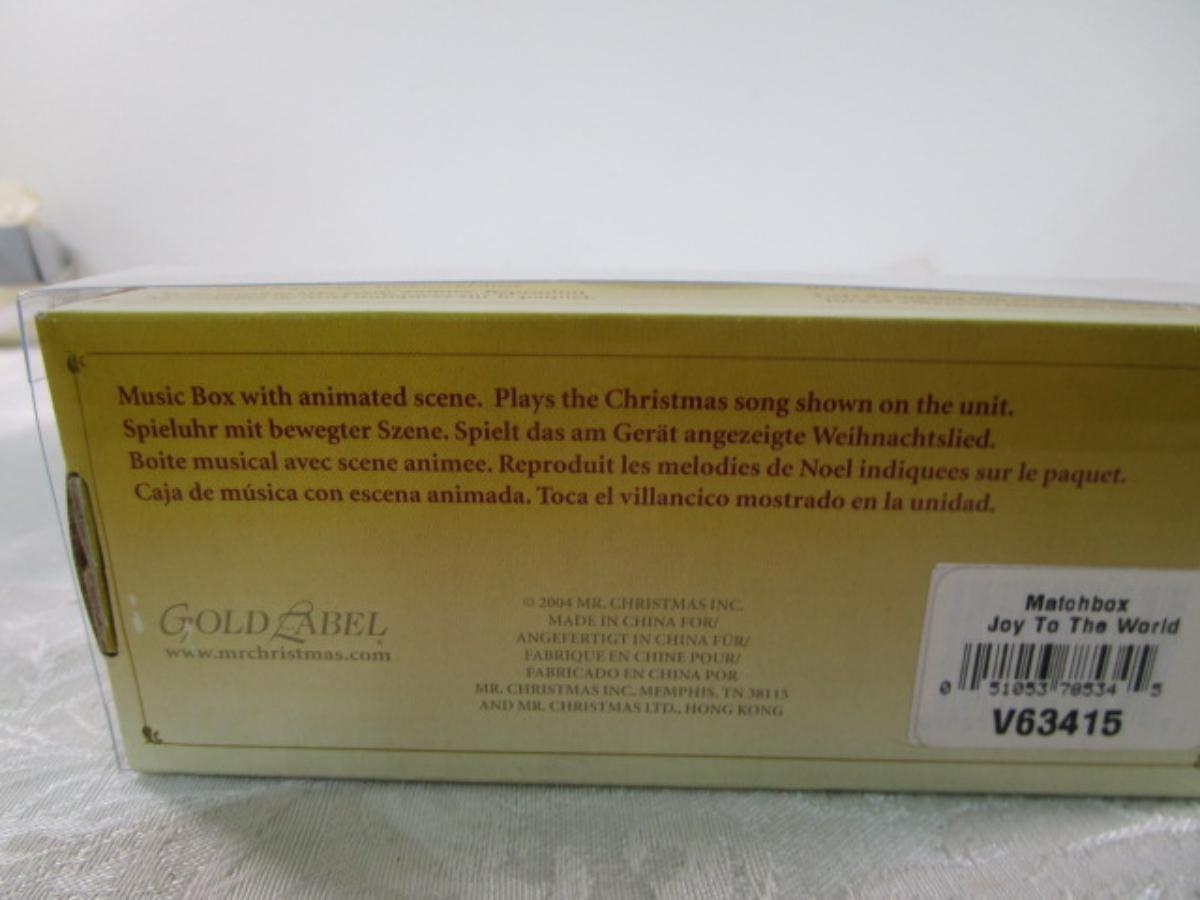 Music Box with animated scene. Plays the Christmas song shown on the unit.
Spieluhr mit bewegter Szene. Spielt das am Gerät angezeigte Weihnachtslied.
Boite musical avec scene animee. Reproduit les melodies de Noel indiquees sur le paquet.
Caja de música con escena animada. Toca el villancico mostrado en la unidad.
GOLD LABEL
www.mrchristmas.com
© 2004 MR. CHRISTMAS INC.
MADE IN CHINA FOR/
ANGEFERTIGT IN CHINA FÜR/
FABRIQUE EN CHINE POUR/
FABRICADO EN CHINA POR
MR. CHRISTMAS INC. MEMPHIS, TN 38115
AND MR. CHRISTMAS LTD., HONG KONG
Matchbox
Joy To The World
0 51053 78534 5
V63415